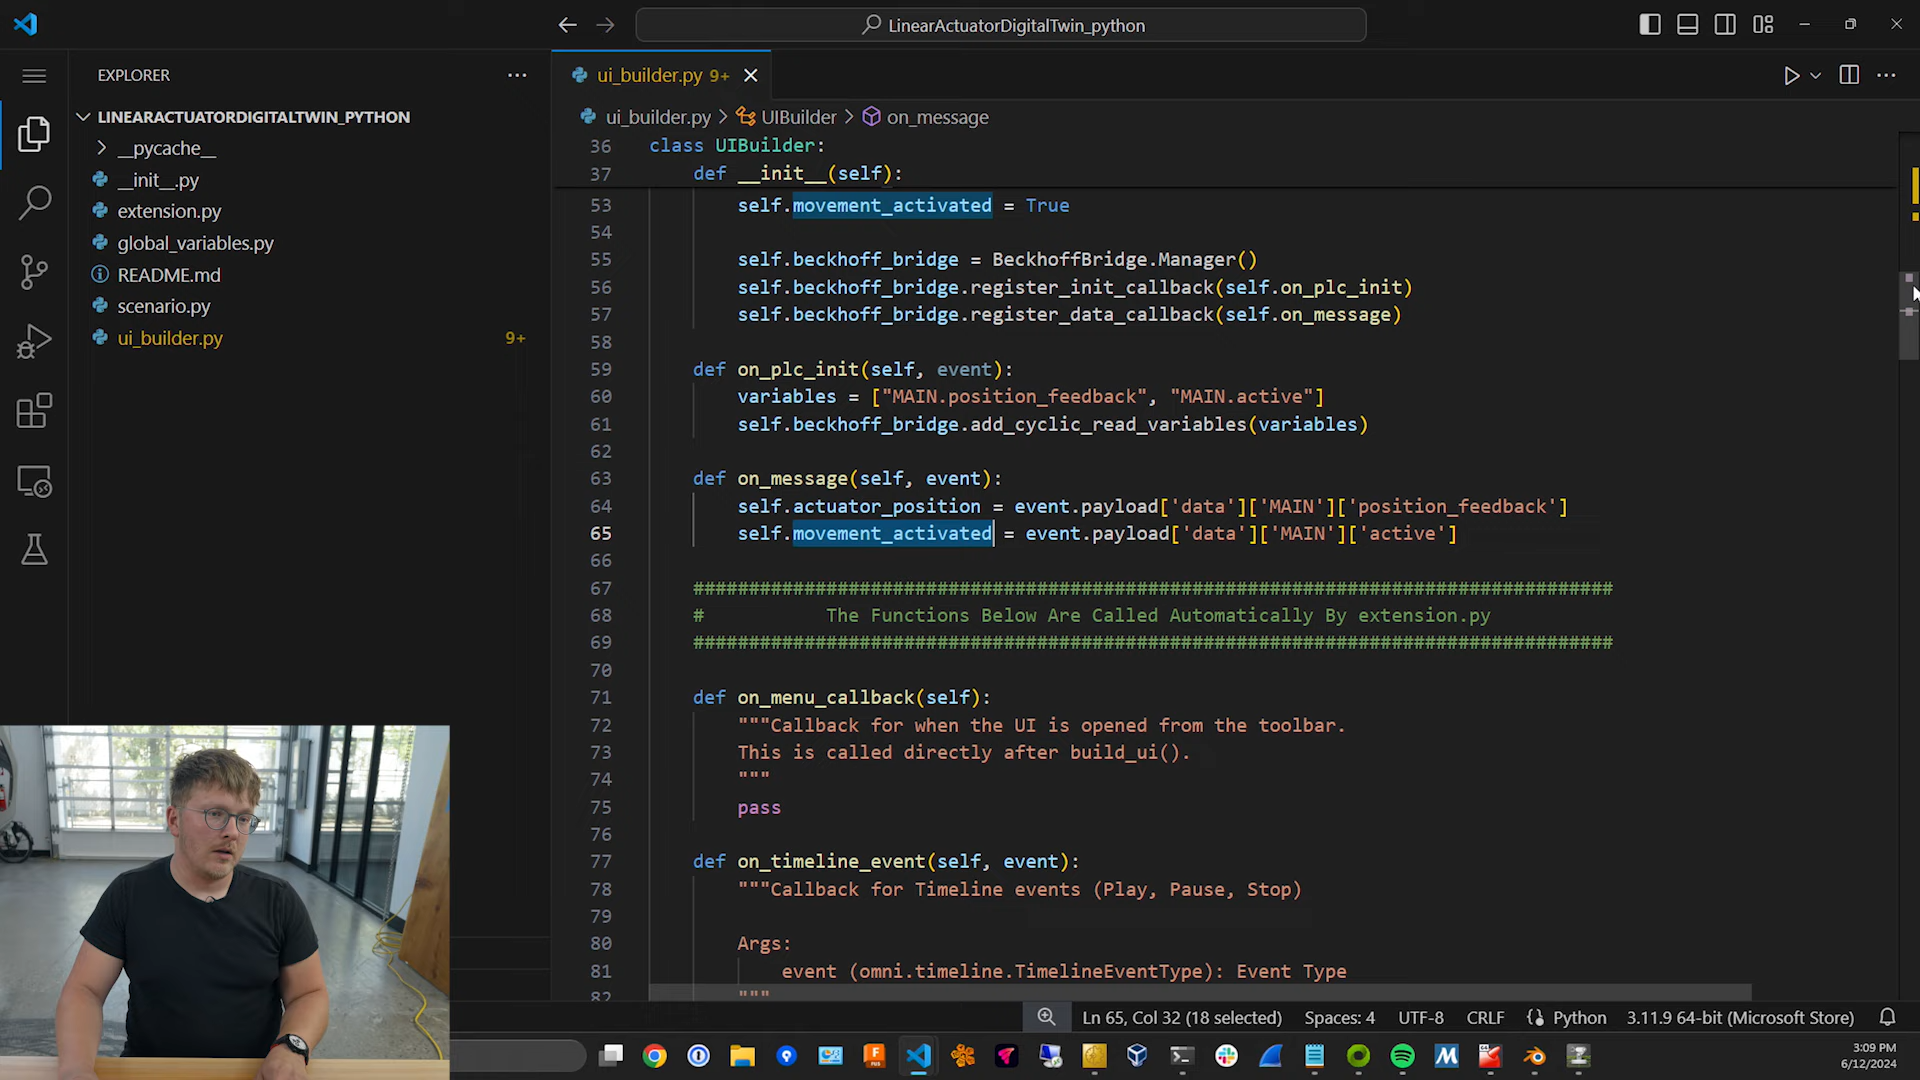 LinearActuatorDigitalTwin_python
EXPLORER
LINEARACTUATORDIGITALTWIN_PYTHON
__pycache__
__init__.py
extension.py
global_variables.py
README.md
scenario.py
ui_builder.py 9+
ui_builder.py 9+
ui_builder.py > UIBuilder > on_message
36 class UIBuilder:
37 def __init__(self):
53 self.movement_activated = True
54
55 self.beckhoff_bridge = BeckhoffBridge.Manager()
56 self.beckhoff_bridge.register_init_callback(self.on_plc_init)
57 self.beckhoff_bridge.register_data_callback(self.on_message)
58
59 def on_plc_init(self, event):
60 variables = ["MAIN.position_feedback", "MAIN.active"]
61 self.beckhoff_bridge.add_cyclic_read_variables(variables)
62
63 def on_message(self, event):
64 self.actuator_position = event.payload['data']['MAIN']['position_feedback']
65 self.movement_activated = event.payload['data']['MAIN']['active']
66
67 ###################################################################################
68 # The Functions Below Are Called Automatically By extension.py
69 ###################################################################################
70
71 def on_menu_callback(self):
72 """Callback for when the UI is opened from the toolbar.
73 This is called directly after build_ui().
74 """
75 pass
76
77 def on_timeline_event(self, event):
78 """Callback for Timeline events (Play, Pause, Stop)
79
80 Args:
81 event (omni.timeline.TimelineEventType): Event Type
82 """
Ln 65, Col 32 (18 selected) Spaces: 4 UTF-8 CRLF Python 3.11.9 64-bit (Microsoft Store)
3:09 PM
6/12/2024